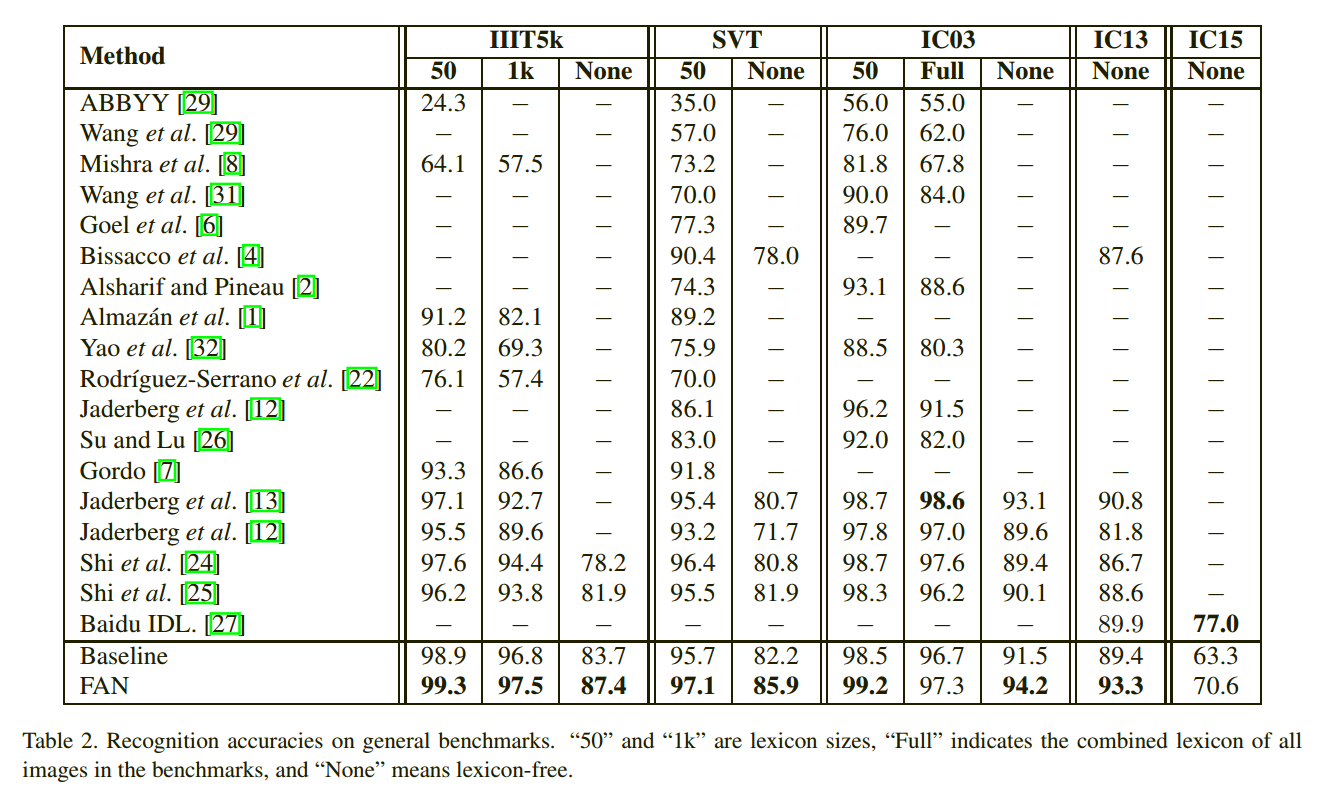 Method IIIT5k SVT IC03 IC13 IC15
50 1k None 50 None 50 Full None None None
ABBYY [29] 24.3 − − 35.0 − 56.0 55.0 − − −
Wang et al. [29] − − − 57.0 − 76.0 62.0 − − −
Mishra et al. [8] 64.1 57.5 − 73.2 − 81.8 67.8 − − −
Wang et al. [31] − − − 70.0 − 90.0 84.0 − − −
Goel et al. [6] − − − 77.3 − 89.7 − − − −
Bissacco et al. [4] − − − 90.4 78.0 − − − 87.6 −
Alsharif and Pineau [2] − − − 74.3 − 93.1 88.6 − − −
Almazán et al. [1] 91.2 82.1 − 89.2 − − − − − −
Yao et al. [32] 80.2 69.3 − 75.9 − 88.5 80.3 − − −
Rodríguez-Serrano et al. [22] 76.1 57.4 − 70.0 − − − − − −
Jaderberg et al. [12] − − − 86.1 − 96.2 91.5 − − −
Su and Lu [26] − − − 83.0 − 92.0 82.0 − − −
Gordo [7] 93.3 86.6 − 91.8 − − − − − −
Jaderberg et al. [13] 97.1 92.7 − 95.4 80.7 98.7 98.6 93.1 90.8 −
Jaderberg et al. [12] 95.5 89.6 − 93.2 71.7 97.8 97.0 89.6 81.8 −
Shi et al. [24] 97.6 94.4 78.2 96.4 80.8 98.7 97.6 89.4 86.7 −
Shi et al. [25] 96.2 93.8 81.9 95.5 81.9 98.3 96.2 90.1 88.6 −
Baidu IDL. [27] − − − − − − − − 89.9 77.0
Baseline 98.9 96.8 83.7 95.7 82.2 98.5 96.7 91.5 89.4 63.3
FAN 99.3 97.5 87.4 97.1 85.9 99.2 97.3 94.2 93.3 70.6
Table 2. Recognition accuracies on general benchmarks. “50” and “1k” are lexicon sizes, “Full” indicates the combined lexicon of all
images in the benchmarks, and “None” means lexicon-free.